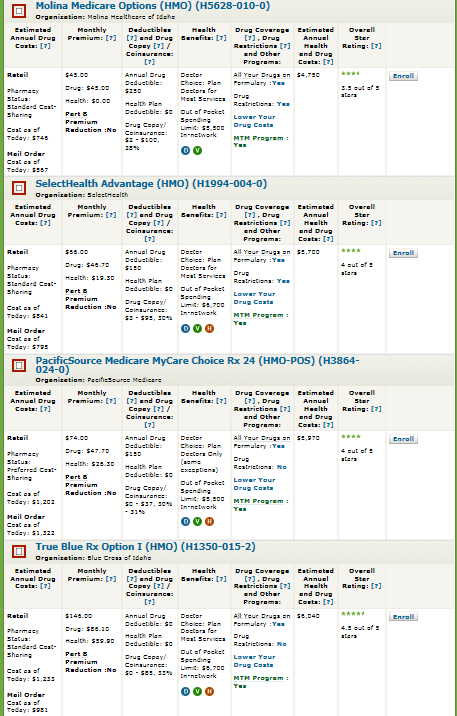 Molina Medicare Options (HMO) (H5628-010-0)
Organization: Molina Healthcare of Idaho
Estimated Annual Drug Costs: [?]
Monthly Premium: [?]
Deductibles [?] and Drug Copay [?] / Coinsurance: [?]
Health Benefits: [?]
Drug Coverage [?] , Drug Restrictions [?] and Other Programs:
Estimated Annual Health and Drug Costs: [?]
Overall Star Rating: [?]
Retail
Pharmacy Status: Standard Cost-Sharing
Cost as of Today: $746
Mail Order
Cost as of Today: $567
$45.00
Drug: $45.00
Health: $0.00
Part B Premium Reduction :No
Annual Drug Deductible: $250
Health Plan Deductible: $0
Drug Copay/ Coinsurance: $2 - $100, 28%
Doctor Choice: Plan Doctors for Most Services
Out of Pocket Spending Limit: $5,500 In-network
D V
All Your Drugs on Formulary :Yes
Drug Restrictions: Yes
Lower Your Drug Costs
MTM Program : Yes
$4,750
3.5 out of 5 stars
Enroll
SelectHealth Advantage (HMO) (H1994-004-0)
Organization: SelectHealth
Estimated Annual Drug Costs: [?]
Monthly Premium: [?]
Deductibles [?] and Drug Copay [?] / Coinsurance: [?]
Health Benefits: [?]
Drug Coverage [?] , Drug Restrictions [?] and Other Programs:
Estimated Annual Health and Drug Costs: [?]
Overall Star Rating: [?]
Retail
Pharmacy Status: Standard Cost-Sharing
Cost as of Today: $841
Mail Order
Cost as of Today: $795
$66.00
Drug: $46.70
Health: $19.30
Part B Premium Reduction :No
Annual Drug Deductible: $150
Health Plan Deductible: $0
Drug Copay/ Coinsurance: $3 - $95, 30%
Doctor Choice: Plan Doctors for Most Services
Out of Pocket Spending Limit: $6,700 In-network
D V H
All Your Drugs on Formulary :Yes
Drug Restrictions: Yes
Lower Your Drug Costs
MTM Program : Yes
$5,700
4 out of 5 stars
Enroll
PacificSource Medicare MyCare Choice Rx 24 (HMO-POS) (H3864-024-0)
Organization: PacificSource Medicare
Estimated Annual Drug Costs: [?]
Monthly Premium: [?]
Deductibles [?] and Drug Copay [?] / Coinsurance: [?]
Health Benefits: [?]
Drug Coverage [?] , Drug Restrictions [?] and Other Programs:
Estimated Annual Health and Drug Costs: [?]
Overall Star Rating: [?]
Retail
Pharmacy Status: Preferred Cost-Sharing
Cost as of Today: $1,202
Mail Order
Cost as of Today: $1,322
$74.00
Drug: $47.70
Health: $26.30
Part B Premium Reduction :No
Annual Drug Deductible: $150
Health Plan Deductible: $0
Drug Copay/ Coinsurance: $0 - $37, 30% - 31%
Doctor Choice: Plan Doctors Only (some exceptions)
Out of Pocket Spending Limit: $5,500 In-network
D V H
All Your Drugs on Formulary :Yes
Drug Restrictions: No
Lower Your Drug Costs
MTM Program : Yes
$5,970
4 out of 5 stars
Enroll
True Blue Rx Option I (HMO) (H1350-015-2)
Organization: Blue Cross of Idaho
Estimated Annual Drug Costs: [?]
Monthly Premium: [?]
Deductibles [?] and Drug Copay [?] / Coinsurance: [?]
Health Benefits: [?]
Drug Coverage [?] , Drug Restrictions [?] and Other Programs:
Estimated Annual Health and Drug Costs: [?]
Overall Star Rating: [?]
Retail
Pharmacy Status: Standard Cost-Sharing
Cost as of Today: $1,233
Mail Order
Cost as of Today: $981
$146.00
Drug: $86.10
Health: $59.90
Part B Premium Reduction :No
Annual Drug Deductible: $0
Health Plan Deductible: $0
Drug Copay/ Coinsurance: $0 - $85, 33%
Doctor Choice: Plan Doctors for Most Services
Out of Pocket Spending Limit: $6,700 In-network
D V H
All Your Drugs on Formulary :Yes
Drug Restrictions: No
Lower Your Drug Costs
MTM Program : Yes
$6,040
4.5 out of 5 stars
Enroll